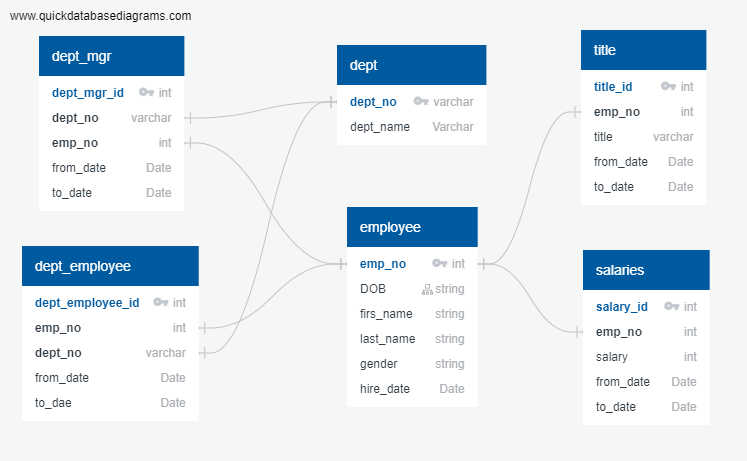 www.quickdatabasediagrams.com
dept_mgr
dept_mgr_id int
dept_no varchar
emp_no int
from_date Date
to_date Date
dept
dept_no varchar
dept_name Varchar
title
title_id int
emp_no int
title varchar
from_date Date
to_date Date
dept_employee
dept_employee_id int
emp_no int
dept_no varchar
from_date Date
to_dae Date
employee
emp_no int
DOB string
firs_name string
last_name string
gender string
hire_date Date
salaries
salary_id int
emp_no int
salary int
from_date Date
to_date Date